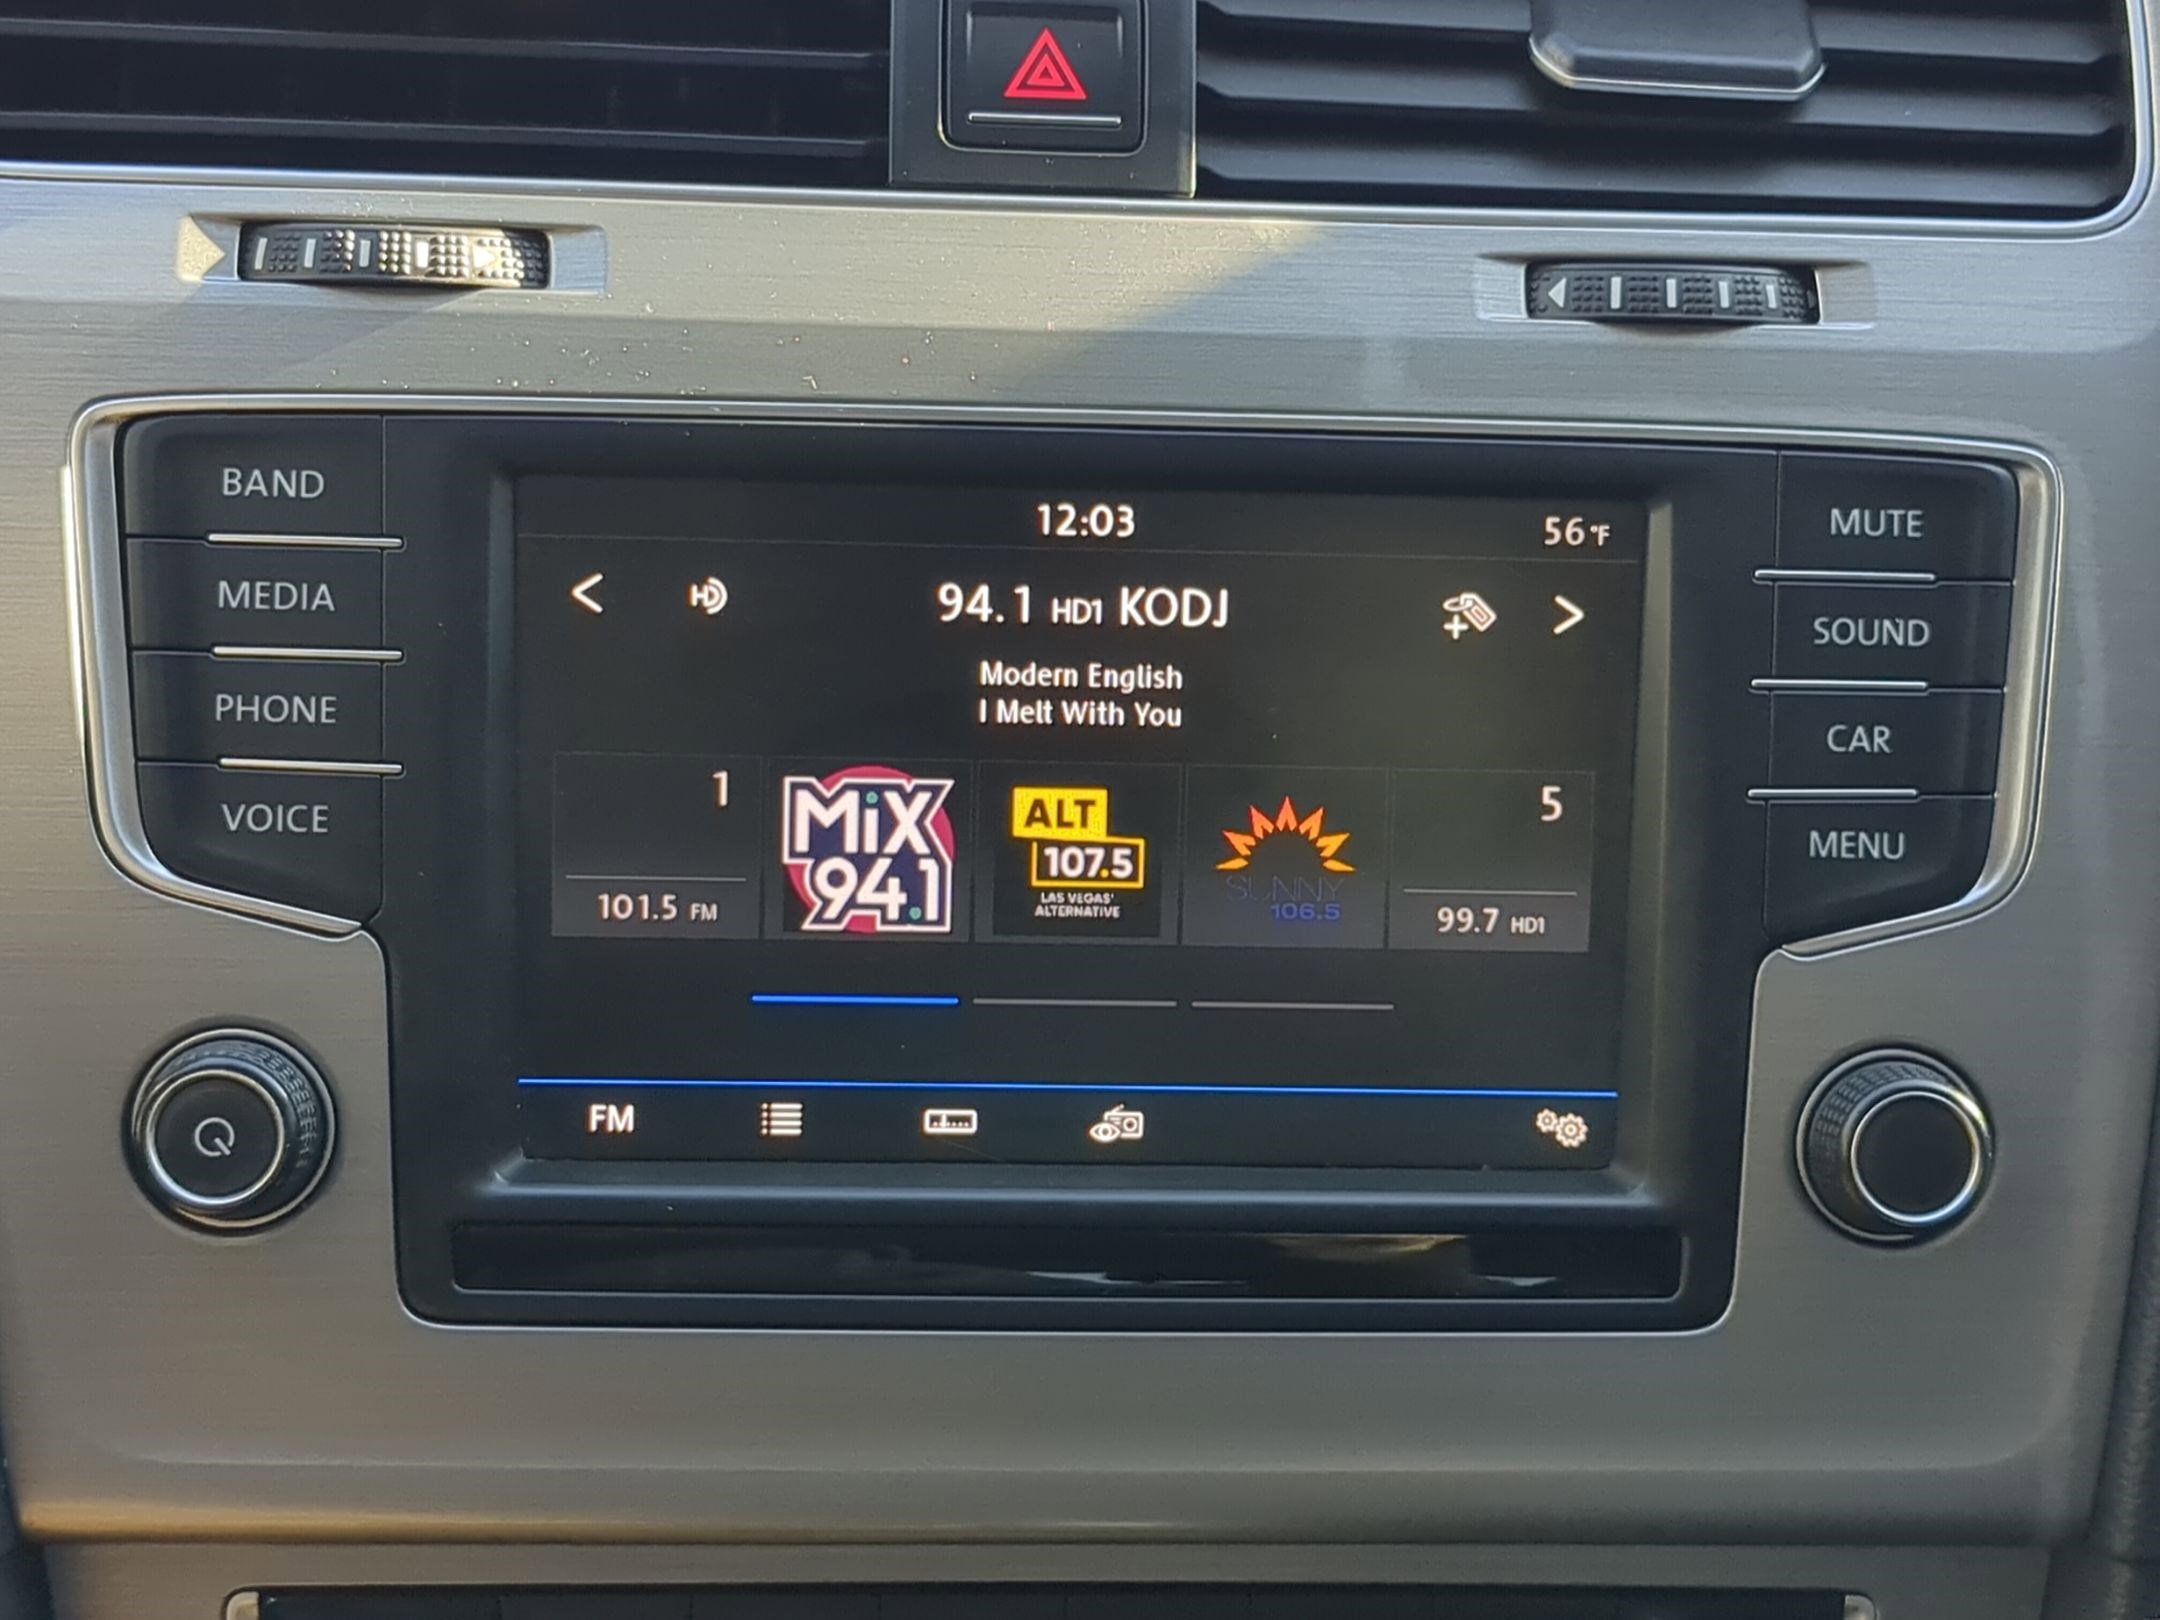 BAND
MEDIA
PHONE
VOICE
12:03
56°F
HD
94.1 HD1 KODJ
Modern English
I Melt With You
1
101.5 FM
MiX
94.1
ALT
107.5
LAS VEGAS'
ALTERNATIVE
SUNNY
106.5
5
99.7 HD1
FM
MUTE
SOUND
CAR
MENU